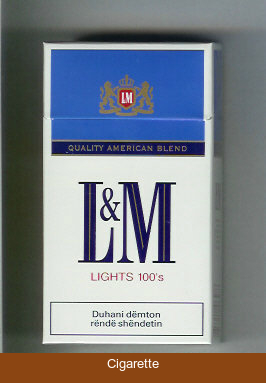 LM
QUALITY AMERICAN BLEND
L&M
LIGHTS 100's
Duhani dëmton
rëndë shëndetin
Cigarette